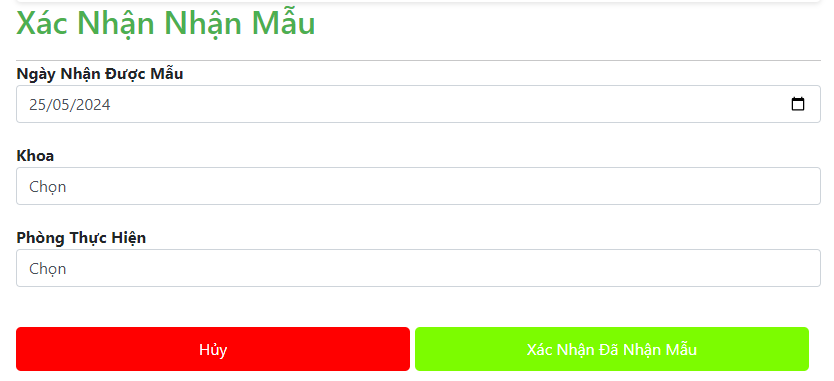 Xác Nhận Nhận Mẫu
Ngày Nhận Được Mẫu
25/05/2024
Khoa
Chọn
Phòng Thực Hiện
Chọn
Hủy
Xác Nhận Đã Nhận Mẫu